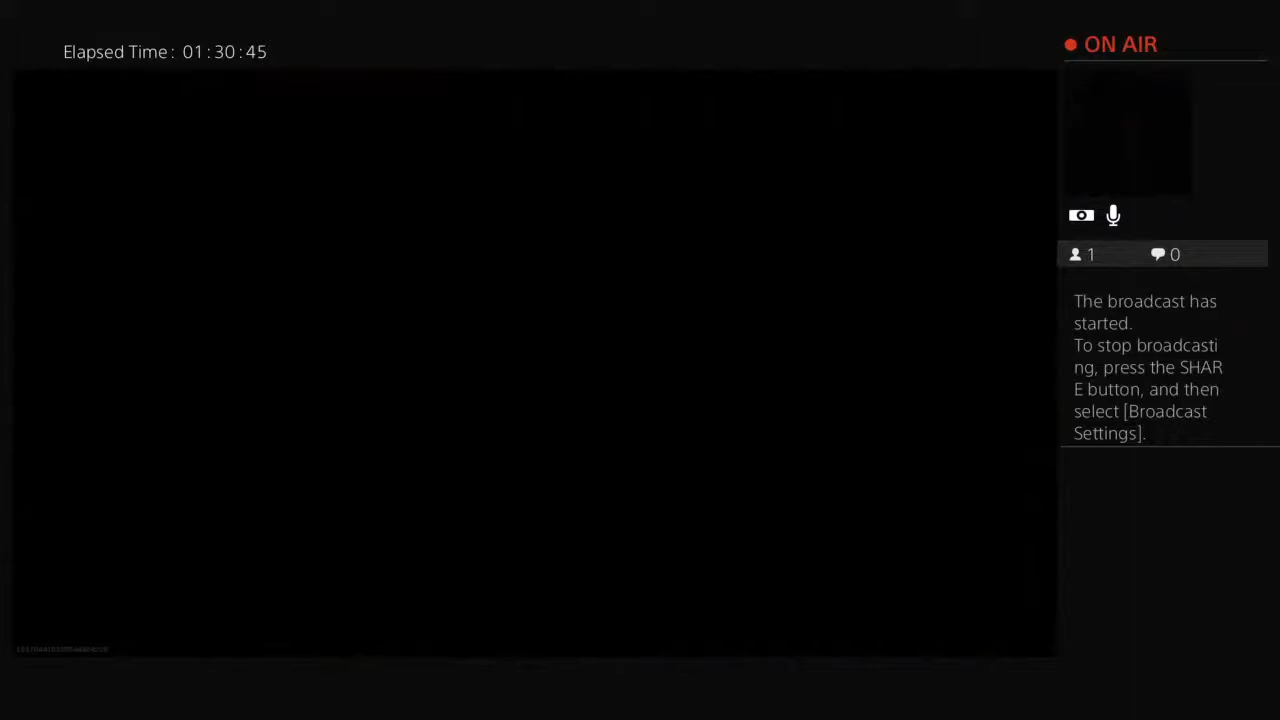 Elapsed Time: 01:30:45
ON AIR
1 0
The broadcast has
started.
To stop broadcasti
ng, press the SHAR
E button, and then
select [Broadcast
Settings].